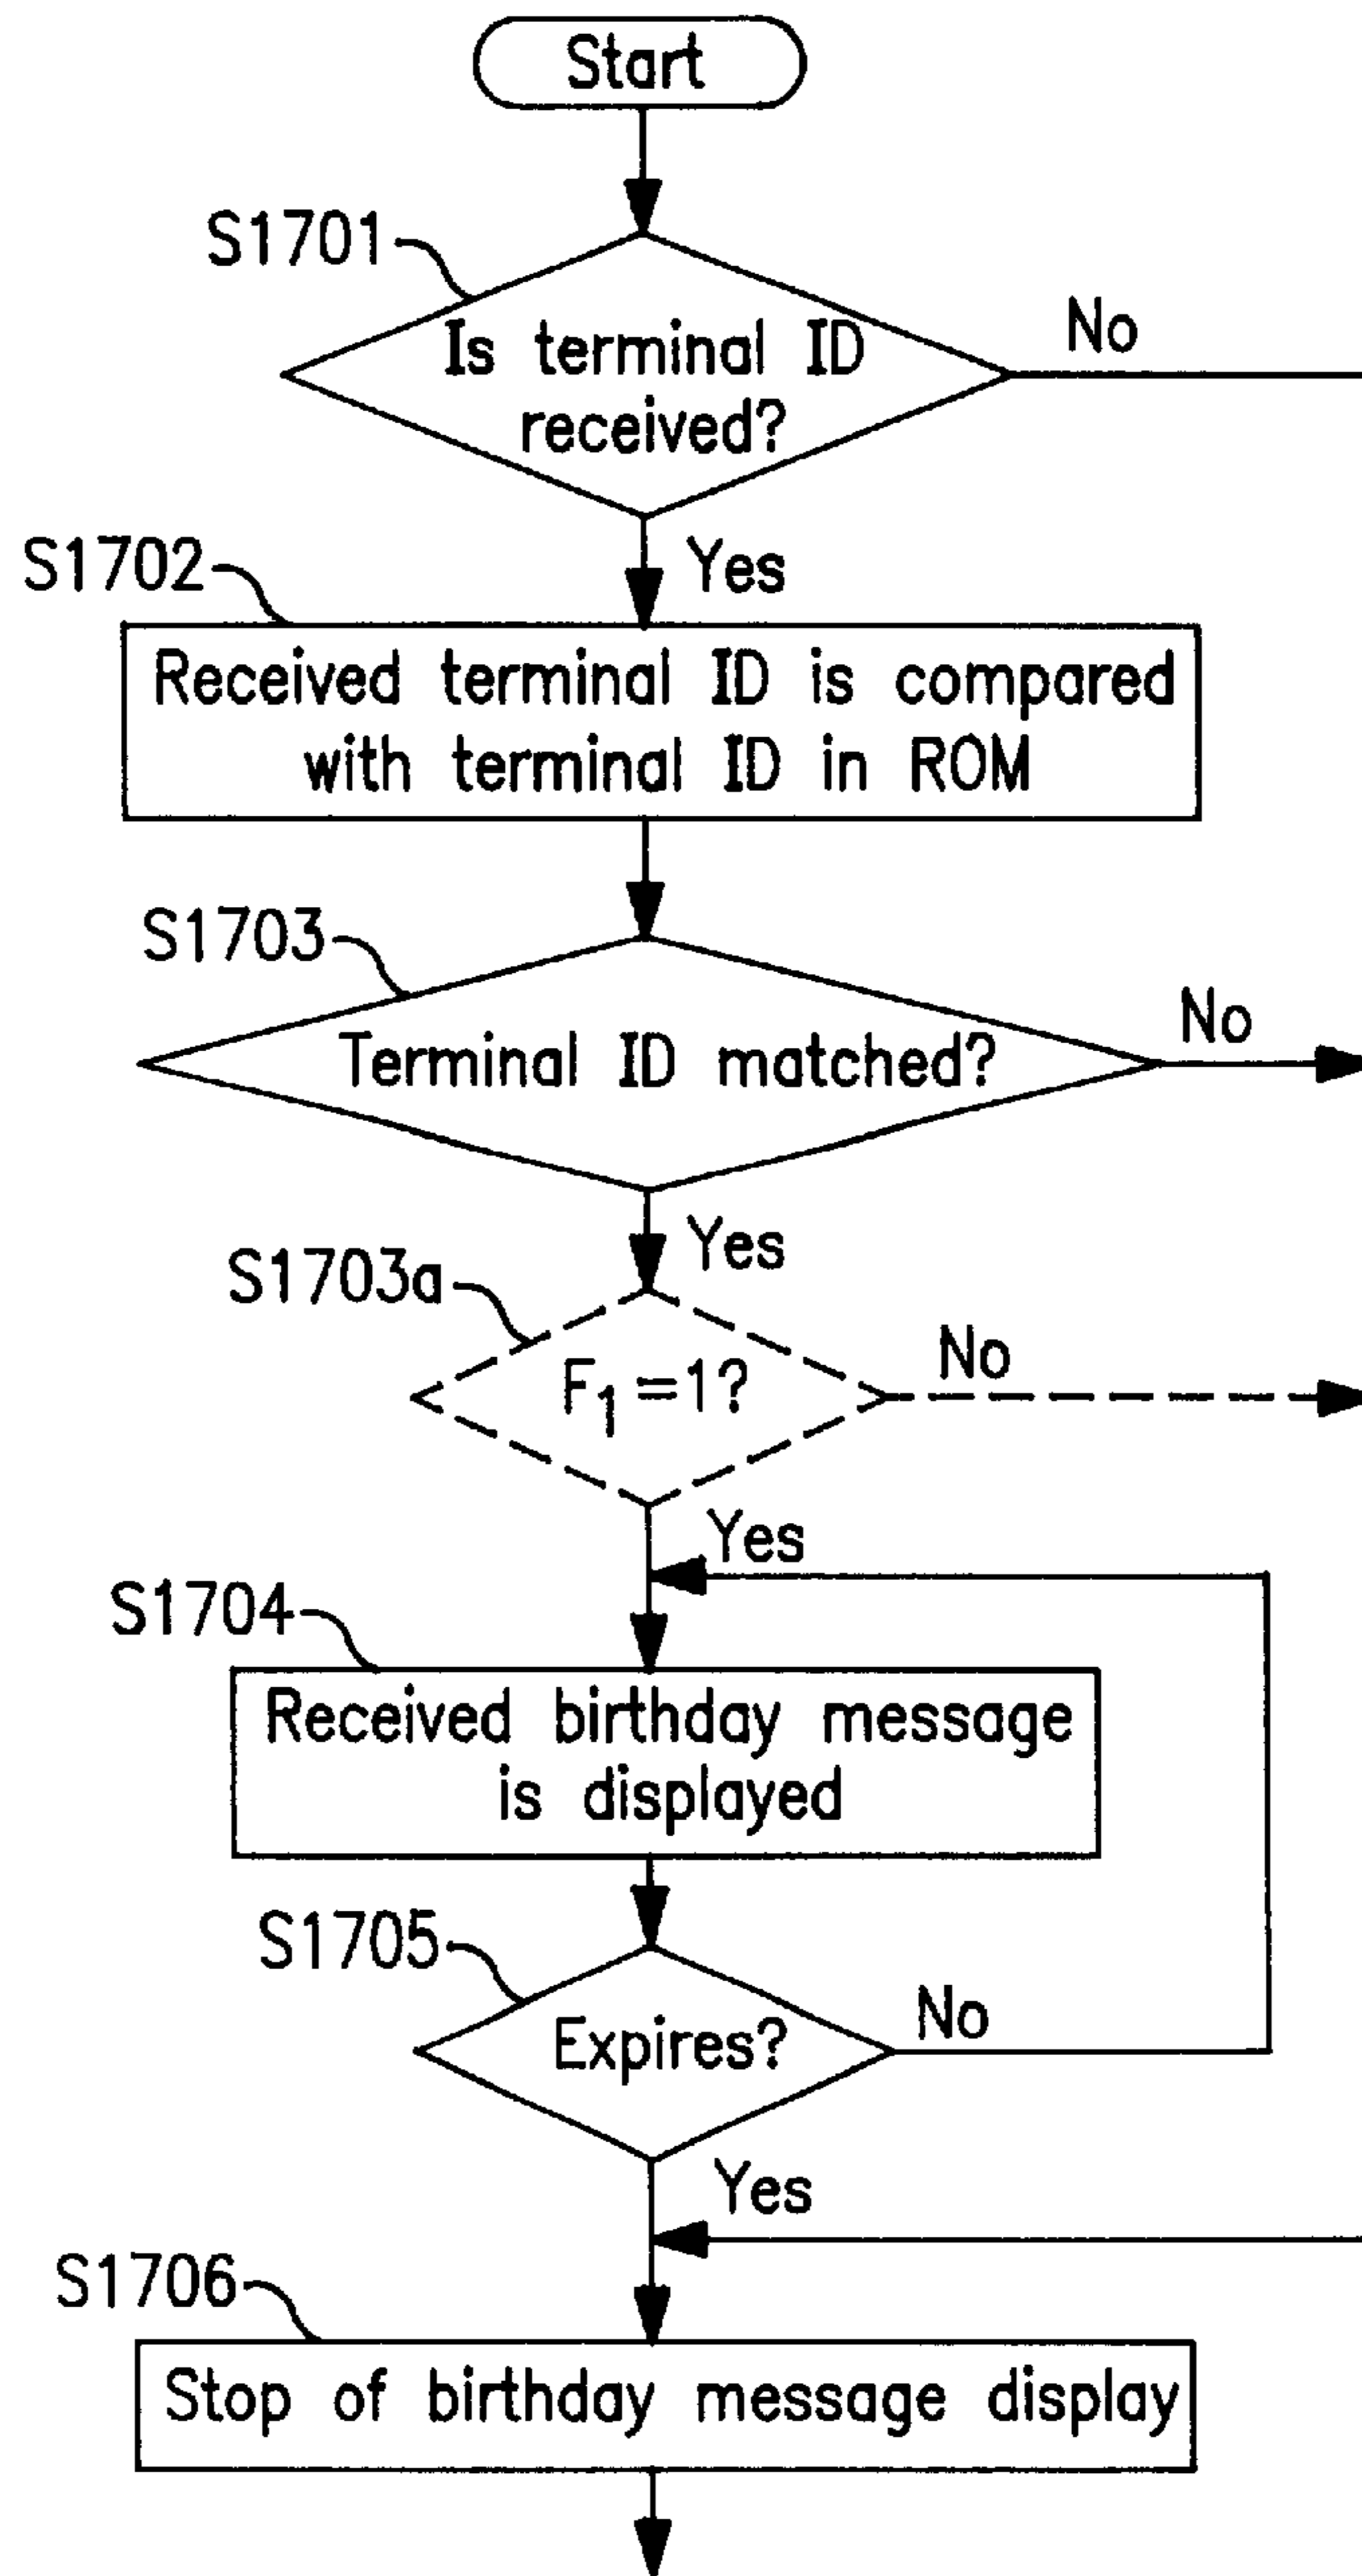 Start
S1701
Is terminal ID
received?
No
Yes
S1702
Received terminal ID is compared
with terminal ID in ROM
S1703
Terminal ID matched?
No
Yes
S1703a
F1=1?
No
Yes
S1704
Received birthday message
is displayed
S1705
Expires?
No
Yes
S1706
Stop of birthday message display